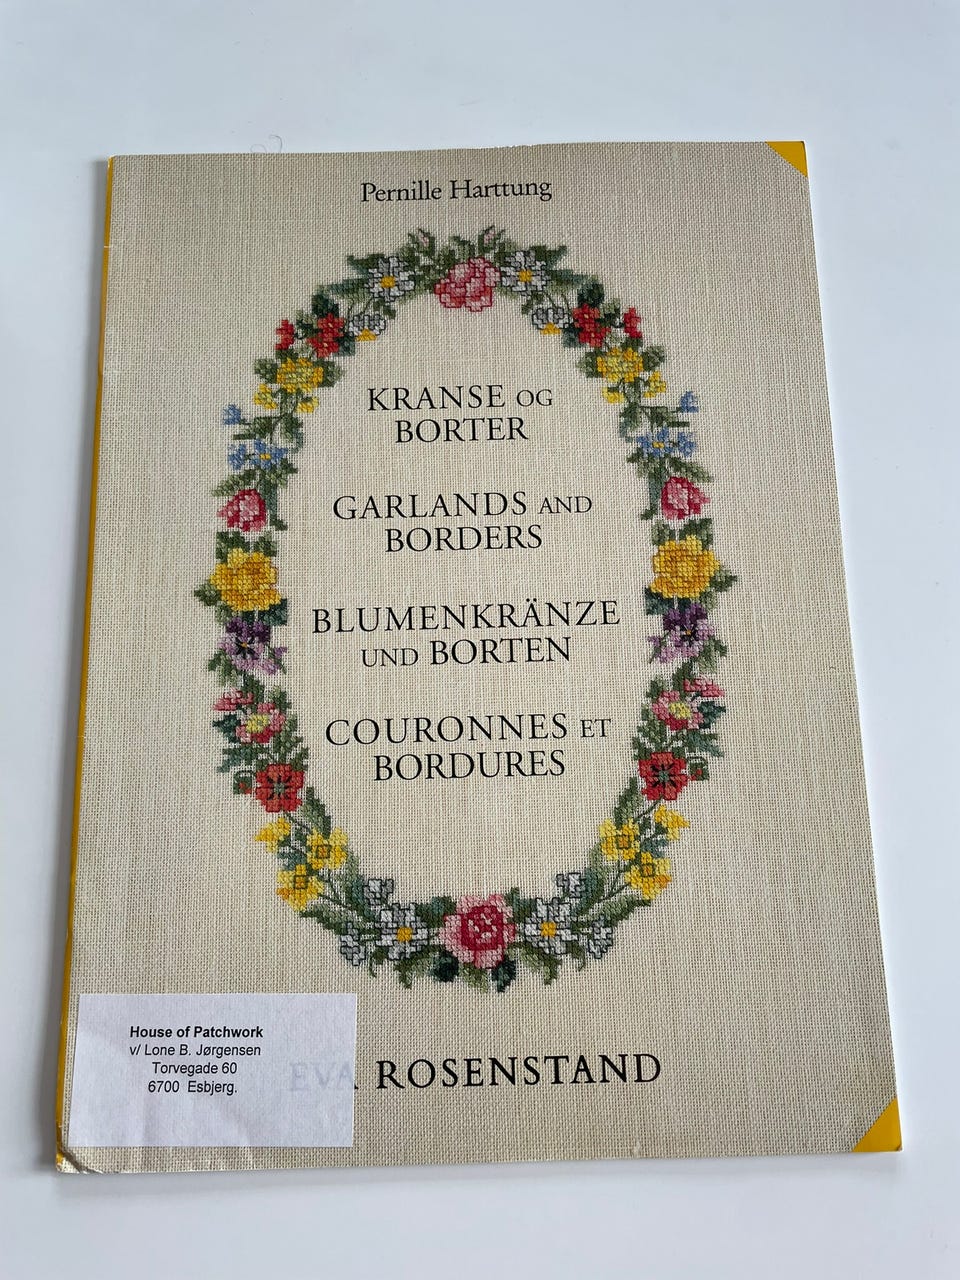 Pernille Harttung
KRANSE OG
BORTER
GARLANDS AND
BORDERS
BLUMENKRÄNZE
UND BORTEN
COURONNES ET
BORDURES
EVA ROSENSTAND
House of Patchwork
v/ Lone B. Jørgensen
Torvegade 60
6700 Esbjerg.